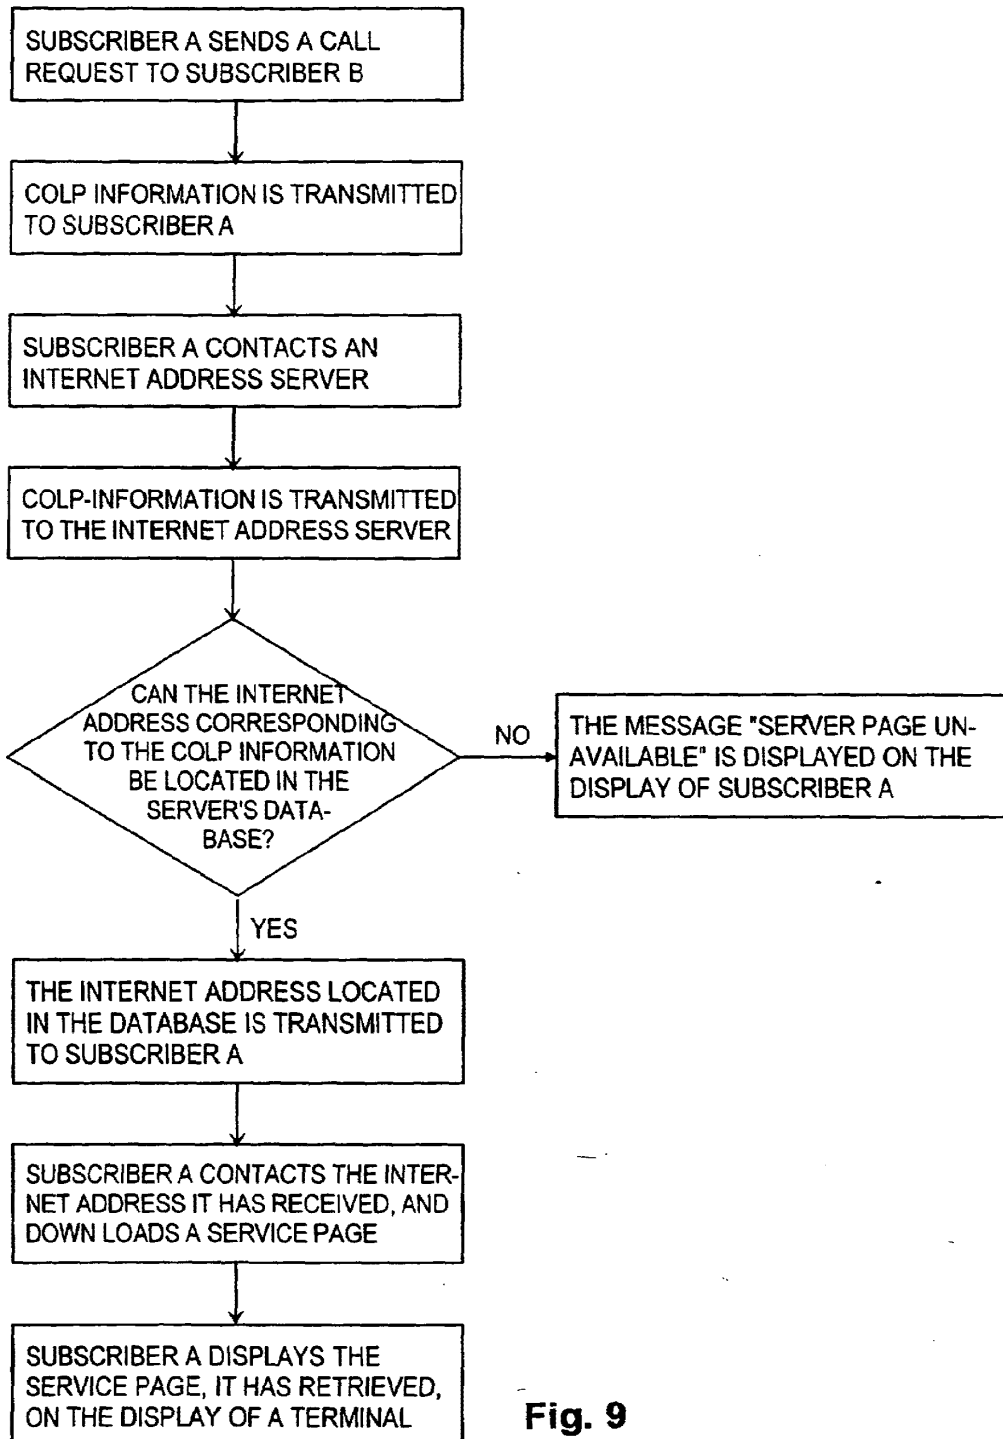 SUBSCRIBER A SENDS A CALL
REQUEST TO SUBSCRIBER B
COLP INFORMATION IS TRANSMITTED
TO SUBSCRIBER A
SUBSCRIBER A CONTACTS AN
INTERNET ADDRESS SERVER
COLP-INFORMATION IS TRANSMITTED
TO THE INTERNET ADDRESS SERVER
CAN THE INTERNET
ADDRESS CORRESPONDING
TO THE COLP INFORMATION
BE LOCATED IN THE
SERVER'S DATA-
BASE?
NO
THE MESSAGE "SERVER PAGE UN-
AVAILABLE" IS DISPLAYED ON THE
DISPLAY OF SUBSCRIBER A
YES
THE INTERNET ADDRESS LOCATED
IN THE DATABASE IS TRANSMITTED
TO SUBSCRIBER A
SUBSCRIBER A CONTACTS THE INTER-
NET ADDRESS IT HAS RECEIVED, AND
DOWN LOADS A SERVICE PAGE
SUBSCRIBER A DISPLAYS THE
SERVICE PAGE, IT HAS RETRIEVED,
ON THE DISPLAY OF A TERMINAL
Fig. 9